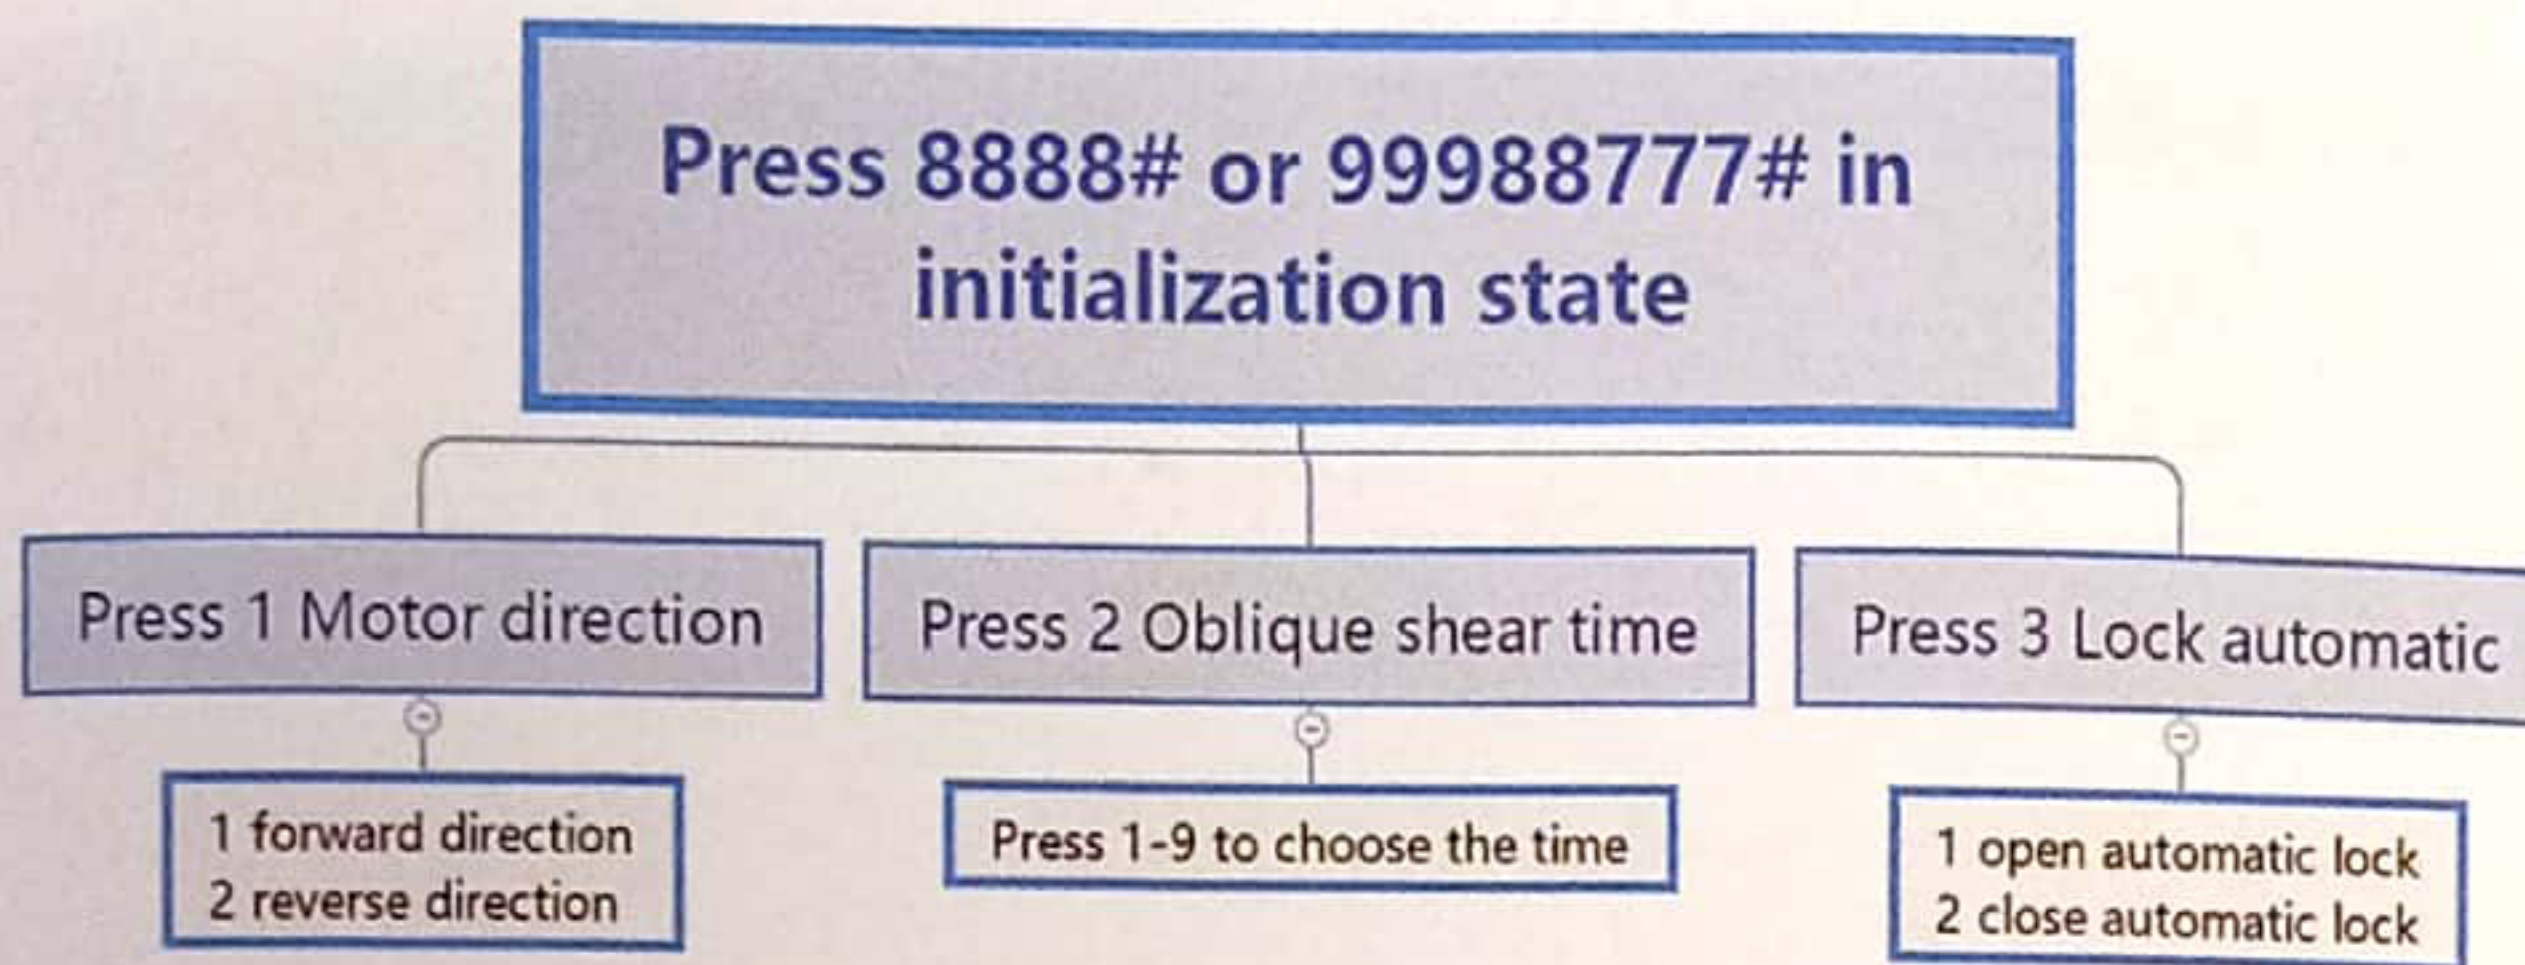 Press 8888# or 99988777# in
initialization state
Press 1 Motor direction
1 forward direction
2 reverse direction
Press 2 Oblique shear time
Press 1-9 to choose the time
Press 3 Lock automatic
1 open automatic lock
2 close automatic lock